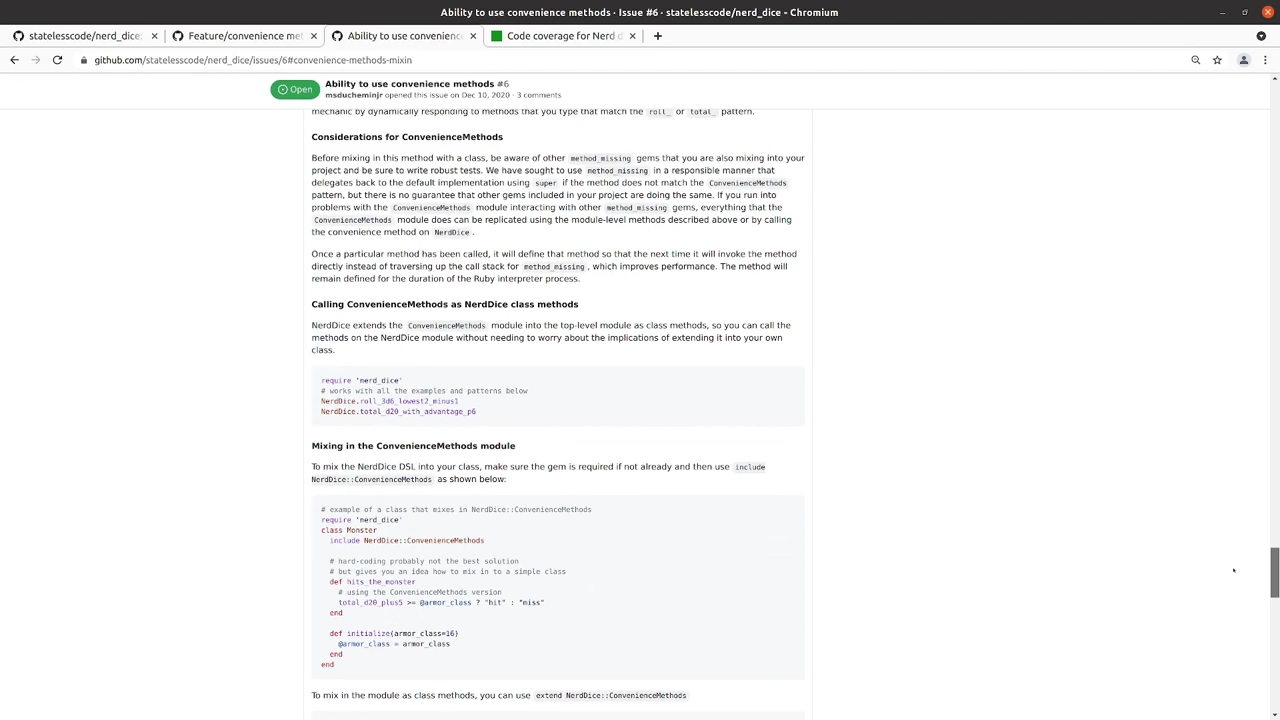 Ability to use convenience methods · Issue #6 · statelesscode/nerd_dice - Chromium
statelesscode/nerd_dice:
Feature/convenience me
Ability to use convenience
Code coverage for Nerd d
github.com/statelesscode/nerd_dice/issues/6#convenience-methods-mixin
Open
Ability to use convenience methods #6
msducheminjr opened this issue on Dec 10, 2020 · 3 comments
mechanic by dynamically responding to methods that you type that match the roll_ or total_ pattern.
Considerations for ConvenienceMethods
Before mixing in this method with a class, be aware of other method_missing gems that you are also mixing into your
project and be sure to write robust tests. We have sought to use method_missing in a responsible manner that
delegates back to the default implementation using super if the method does not match the ConvenienceMethods
pattern, but there is no guarantee that other gems included in your project are doing the same. If you run into
problems with the ConvenienceMethods module interacting with other method_missing gems, everything that the
ConvenienceMethods module does can be replicated using the module-level methods described above or by calling
the convenience method on NerdDice .
Once a particular method has been called, it will define that method so that the next time it will invoke the method
directly instead of traversing up the call stack for method_missing , which improves performance. The method will
remain defined for the duration of the Ruby interpreter process.
Calling ConvenienceMethods as NerdDice class methods
NerdDice extends the ConvenienceMethods module into the top-level module as class methods, so you can call the
methods on the NerdDice module without needing to worry about the implications of extending it into your own
class.
require 'nerd_dice'
# works with all the examples and patterns below
NerdDice.roll_3d6_lowest2_minus1
NerdDice.total_d20_with_advantage_p6
Mixing in the ConvenienceMethods module
To mix the NerdDice DSL into your class, make sure the gem is required if not already and then use include
NerdDice::ConvenienceMethods as shown below:
# example of a class that mixes in NerdDice::ConvenienceMethods
require 'nerd_dice'
class Monster
include NerdDice::ConvenienceMethods
# hard-coding probably not the best solution
# but gives you an idea how to mix in to a simple class
def hits_the_monster
# using the ConvenienceMethods version
total_d20_plus5 >= @armor_class ? "hit" : "miss"
end
def initialize(armor_class=16)
@armor_class = armor_class
end
end
To mix in the module as class methods, you can use extend NerdDice::ConvenienceMethods